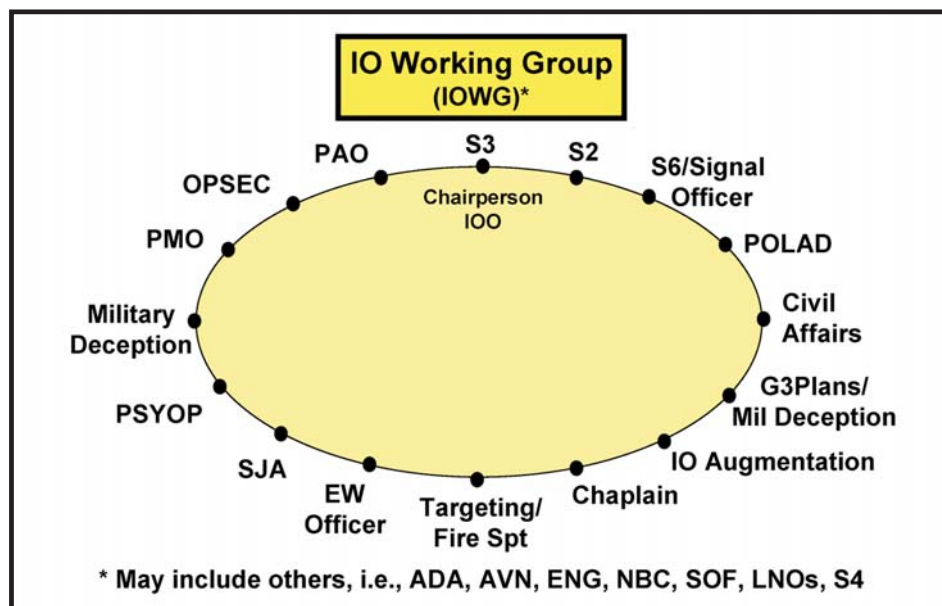 IO Working Group
(IOWG)*
S3
PAO
S2
OPSEC
S6/Signal
Officer
Chairperson
IOO
PMO
POLAD
Military
Deception
Civil
Affairs
PSYOP
G3Plans/
Mil Deception
SJA
IO Augmentation
EW
Officer
Targeting/
Fire Spt
Chaplain
* May include others, i.e., ADA, AVN, ENG, NBC, SOF, LNOs, S4